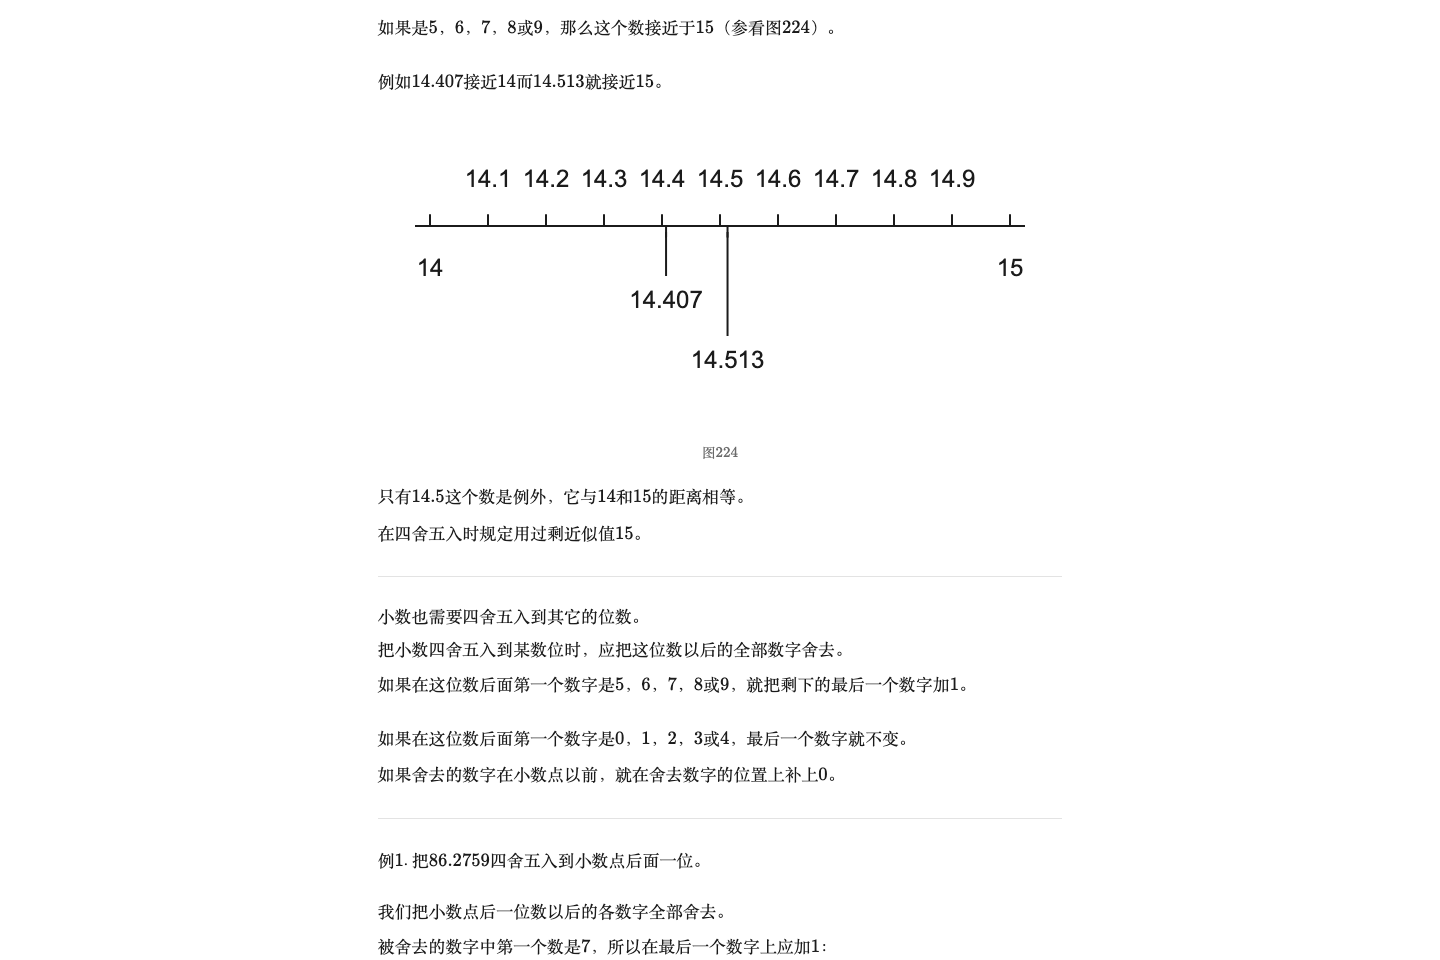 如果是5，6，7，8或9，那么这个数接近于15（参看图224）。
例如14.407接近14而14.513就接近15。
14.1 14.2 14.3 14.4 14.5 14.6 14.7 14.8 14.9
14 15
14.407
14.513
图224
只有14.5这个数是例外，它与14和15的距离相等。
在四舍五入时规定用过剩近似值15。
小数也需要四舍五入到其它的位数。
把小数四舍五入到某数位时，应把这位数以后的全部数字舍去。
如果在这位数后面第一个数字是5，6，7，8或9，就把剩下的最后一个数字加1。
如果在这位数后面第一个数字是0，1，2，3或4，最后一个数字就不变。
如果舍去的数字在小数点以前，就在舍去数字的位置上补上0。
例1. 把86.2759四舍五入到小数点后面一位。
我们把小数点后一位数以后的各数字全部舍去。
被舍去的数字中第一个数是7，所以在最后一个数字上应加1：